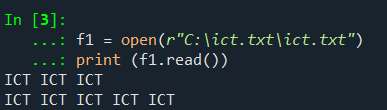 In [3]:
...: f1 = open(r"C:\ict.txt\ict.txt")
...: print (f1.read())
ICT ICT ICT
ICT ICT ICT ICT ICT